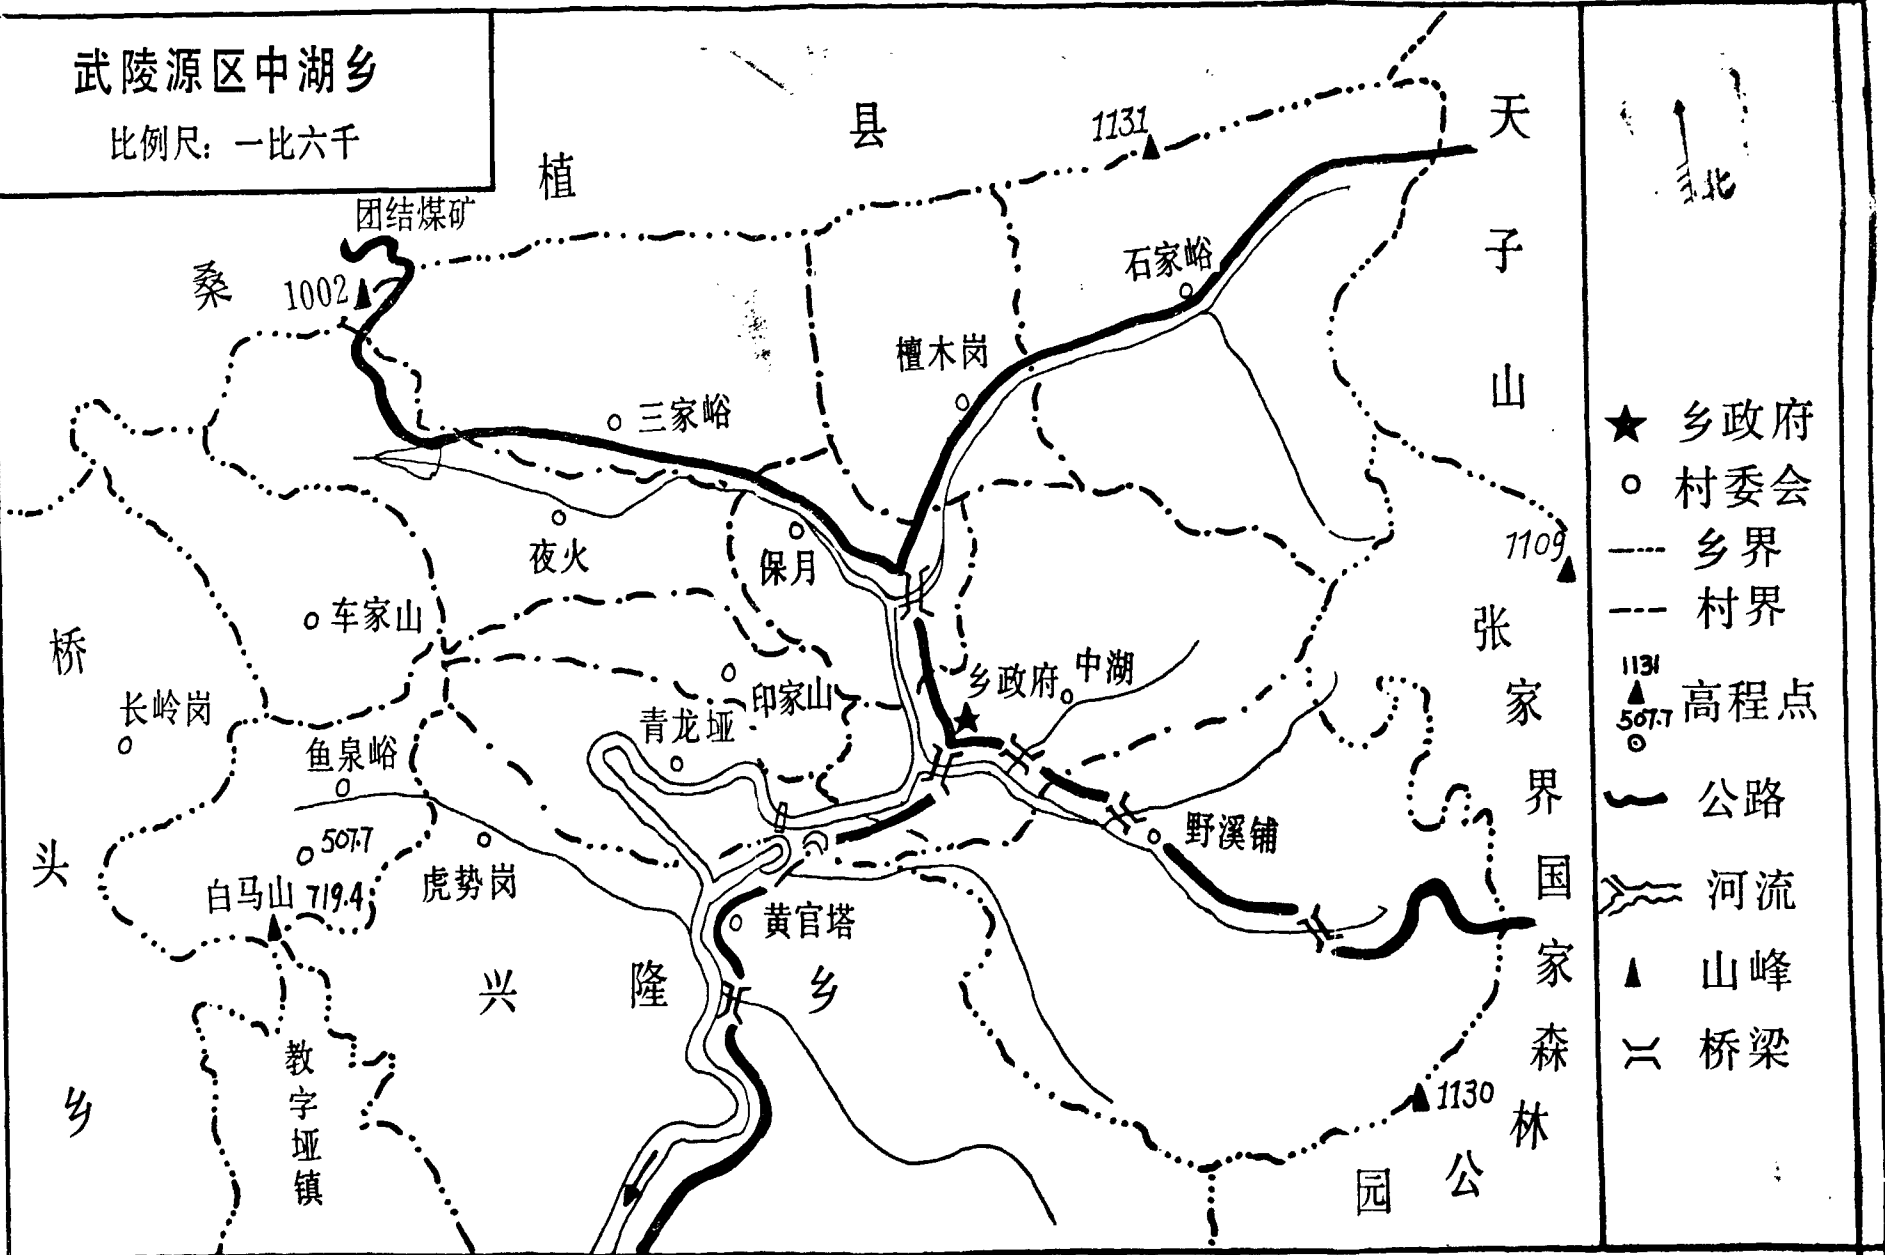 武陵源区中湖乡
比例尺：一比六千
桑植县
天子山
张家界国家森林公园
桥头乡
兴隆乡
教字垭镇
团结煤矿
1002
1131
石家峪
檀木岗
三家峪
夜火
保月
车家山
长岭岗
鱼泉峪
507.7
白马山 719.4
虎势岗
青龙垭
印家山
乡政府
中湖
野溪铺
黄官塔
1109
1130
北
乡政府
村委会
乡界
村界
1131
507.7
高程点
公路
河流
山峰
桥梁